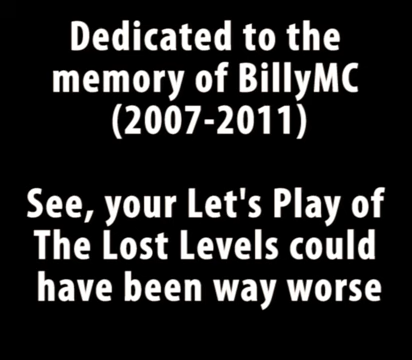 Dedicated to the
memory of BillyMC
(2007-2011)
See, your Let's Play of
The Lost Levels could
have been way worse